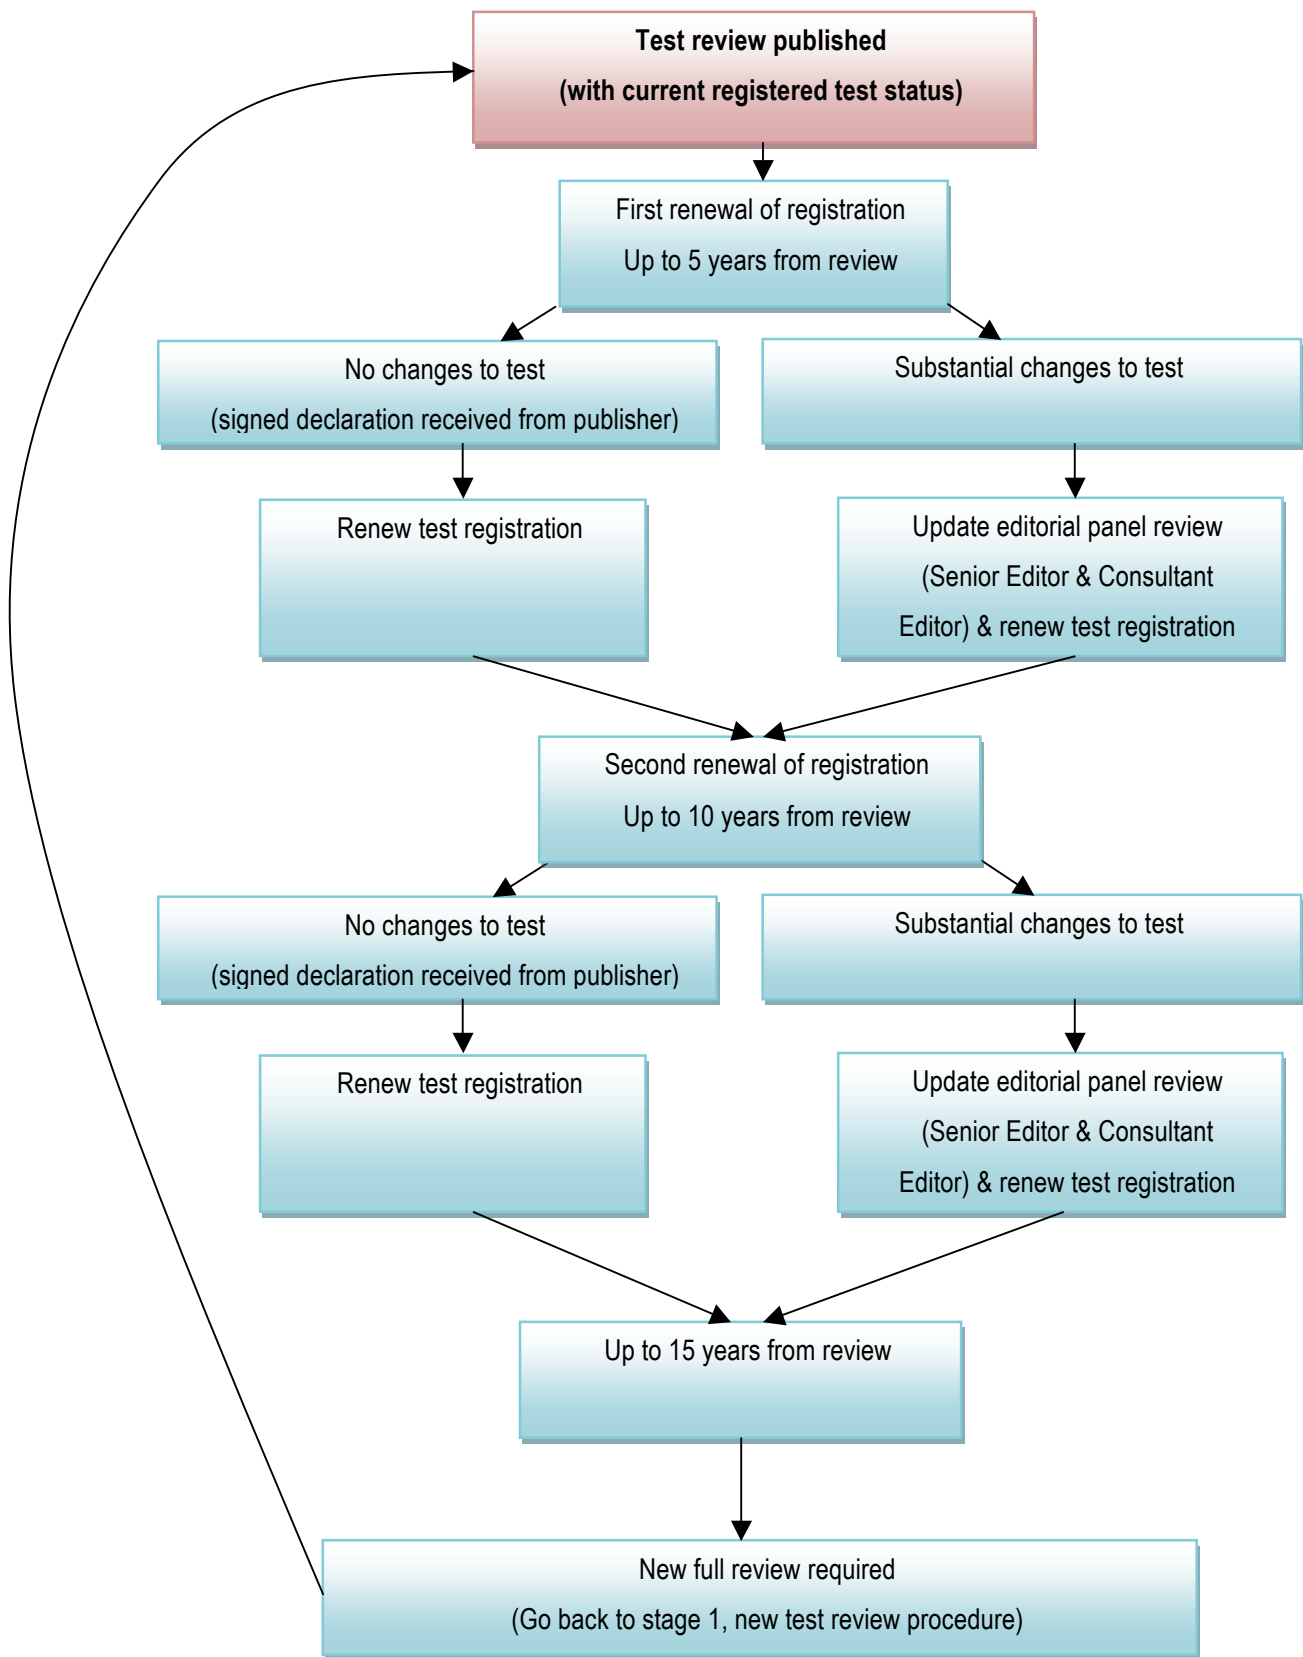 Test review published
(with current registered test status)
First renewal of registration
Up to 5 years from review
No changes to test
(signed declaration received from publisher)
Substantial changes to test
Renew test registration
Update editorial panel review
(Senior Editor & Consultant
Editor) & renew test registration
Second renewal of registration
Up to 10 years from review
No changes to test
(signed declaration received from publisher)
Substantial changes to test
Renew test registration
Update editorial panel review
(Senior Editor & Consultant
Editor) & renew test registration
Up to 15 years from review
New full review required
(Go back to stage 1, new test review procedure)